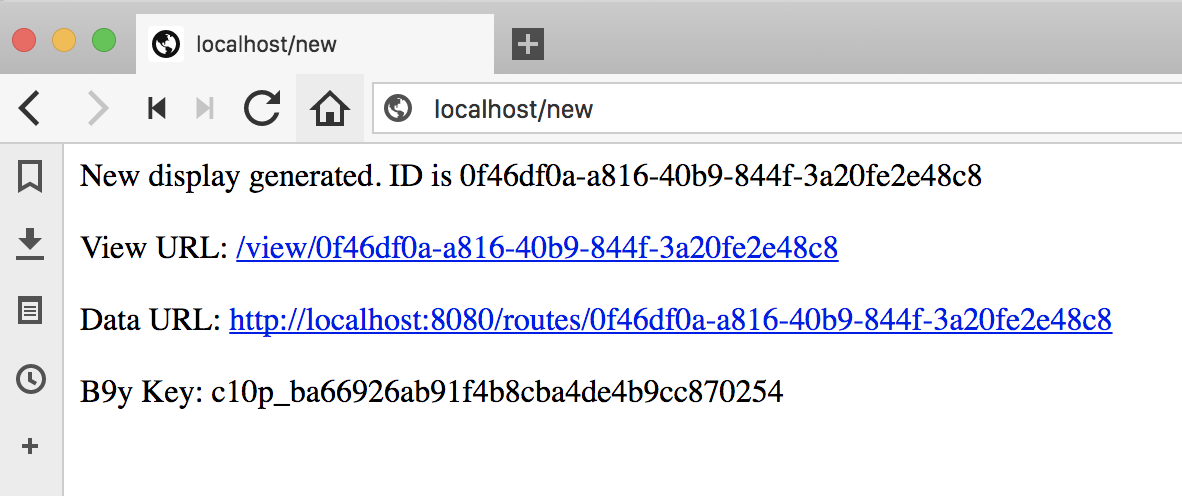 localhost/new
localhost/new
New display generated. ID is 0f46df0a-a816-40b9-844f-3a20fe2e48c8
View URL: /view/0f46df0a-a816-40b9-844f-3a20fe2e48c8
Data URL: http://localhost:8080/routes/0f46df0a-a816-40b9-844f-3a20fe2e48c8
B9y Key: c10p_ba66926ab91f4b8cba4de4b9cc870254